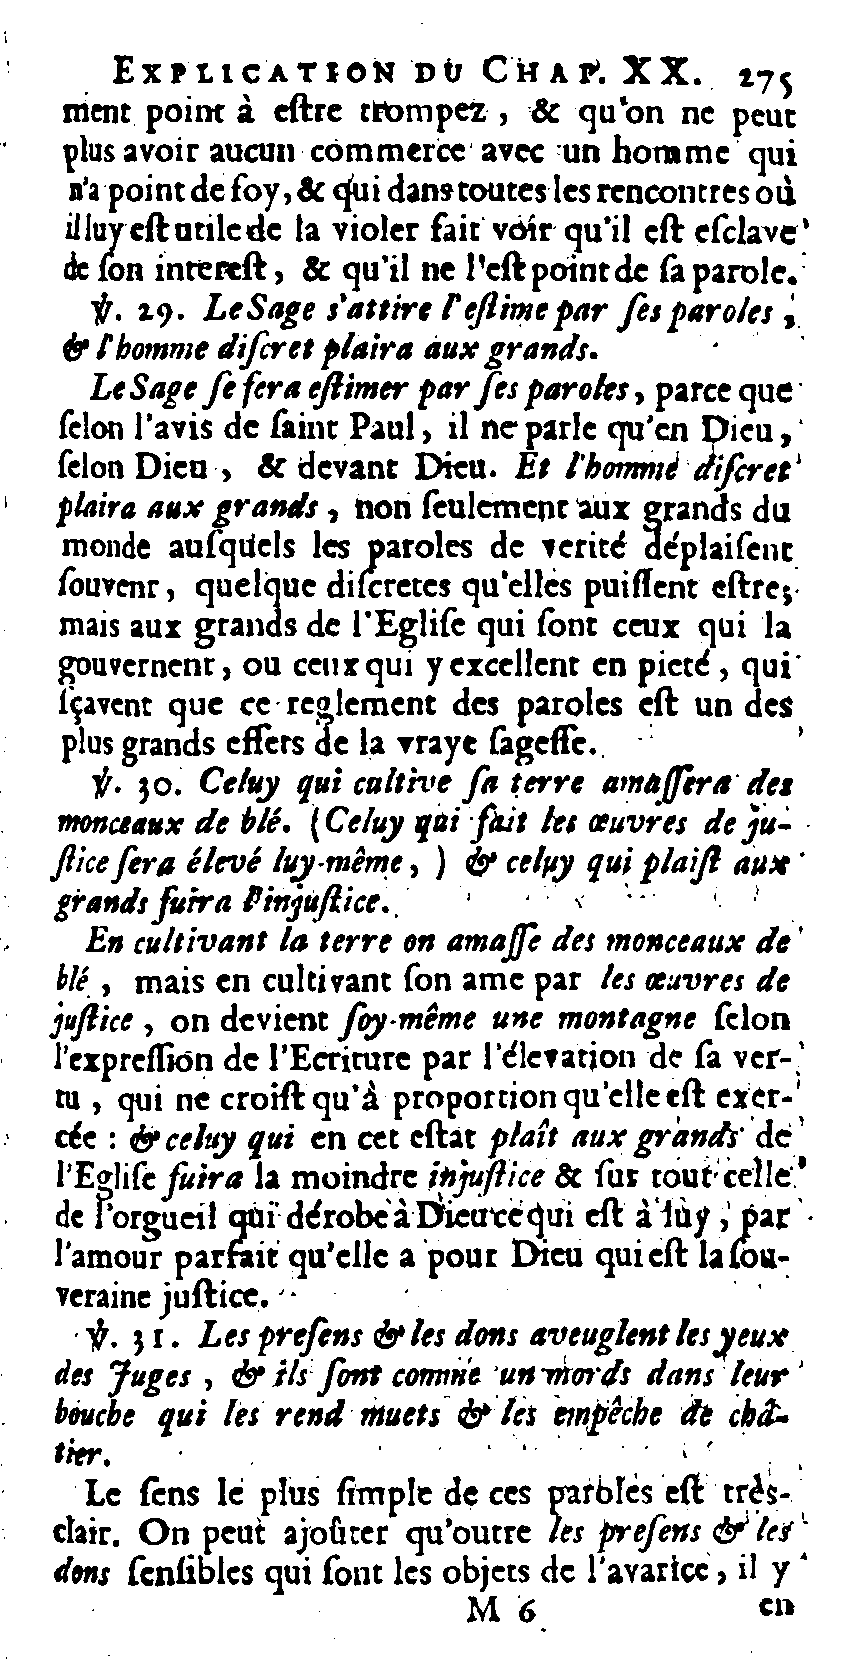 EXPLICATION DU CHAP. XX. 275
ment point à eſtre trompez, & qu'on ne peut
plus avoir aucun commerce avec un homme qui
n'a point de foy, & qui dans toutes les rencontres où
il luy eſt utile de la violer fait voir qu'il eſt eſclave
de ſon intereſt, & qu'il ne l'eſt point de ſa parole.
℣. 29. Le Sage s'attire l'eſtime par ſes paroles ;
& l'homme diſcret plaira aux grands.
Le Sage ſe fera eſtimer par ſes paroles, parce que
ſelon l'avis de ſaint Paul, il ne parle qu'en Dieu,
ſelon Dieu, & devant Dieu. Et l'homme diſcret
plaira aux grands, non ſeulement aux grands du
monde auſquels les paroles de verité déplaiſent
ſouvent, quelque diſcretes qu'elles puiſſent eſtre;
mais aux grands de l'Egliſe qui ſont ceux qui la
gouvernent, ou ceux qui y excellent en pieté, qui
ſçavent que ce reglement des paroles eſt un des
plus grands effets de la vraye ſageſſe.
℣. 30. Celuy qui cultive ſa terre amaſſera des
monceaux de blé. (Celuy qui fait les œuvres de ju-
ſtice ſera élevé luy-même, ) & celuy qui plaiſt aux
grands fuira l'injuſtice.
En cultivant la terre on amaſſe des monceaux de
blé, mais en cultivant ſon ame par les œuvres de
juſtice, on devient ſoy-même une montagne ſelon
l'expreſſion de l'Ecriture par l'élevation de ſa ver-
tu, qui ne croiſt qu'à proportion qu'elle eſt exer-
cée : & celuy qui en cet eſtat plaît aux grands de
l'Egliſe fuira la moindre injuſtice & ſur tout celle
de l'orgueil qui dérobe à Dieu ce qui eſt à luy, par
l'amour parfait qu'elle a pour Dieu qui eſt la ſou-
veraine juſtice.
℣. 31. Les preſens & les dons aveuglent les yeux
des Juges, & ils ſont comme un mords dans leur
bouche qui les rend muets & les empêche de châ-
tier.
Le ſens le plus ſimple de ces paroles eſt très-
clair. On peut ajoûter qu'outre les preſens & les
dons ſenſibles qui ſont les objets de l'avarice, il y
M 6 en